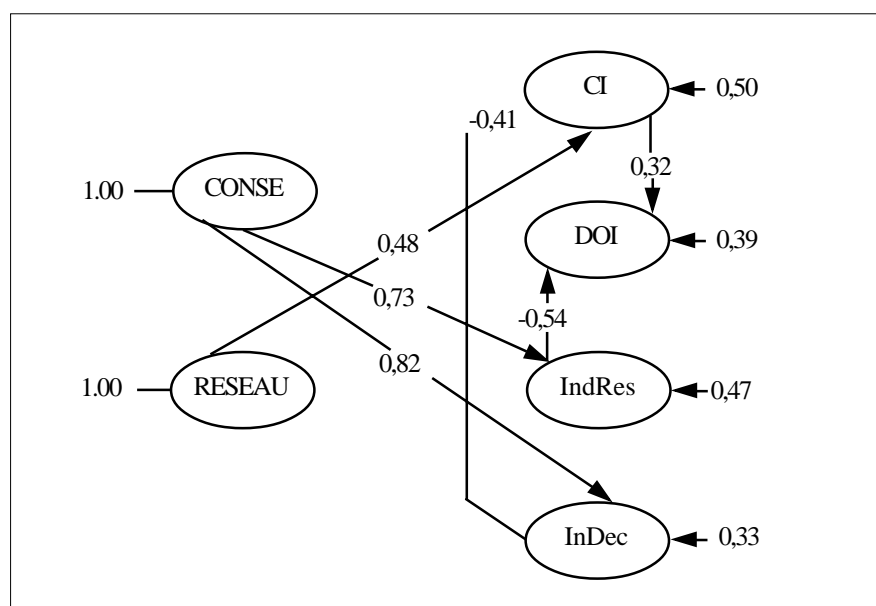 CI
0,50
-0,41
0,32
1.00
CONSE
DOI
0,39
0,48
0,73
-0,54
0,82
1.00
RESEAU
IndRes
0,47
InDec
0,33